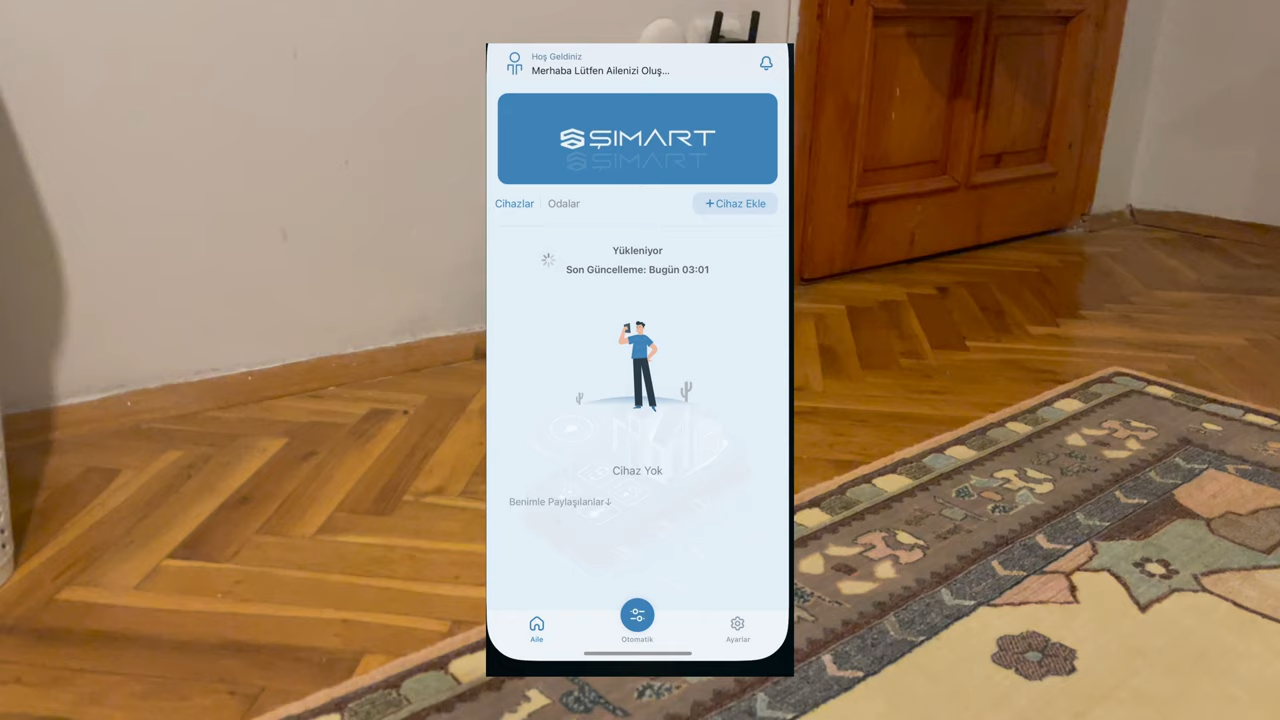 Hoş Geldiniz
Merhaba Lütfen Ailenizi Oluş...
ŞIMART
ŞIMART
Cihazlar
Odalar
+Cihaz Ekle
Yükleniyor
Son Güncelleme: Bugün 03:01
Cihaz Yok
Benimle Paylaşılanlar↓
Aile
Otomatik
Ayarlar